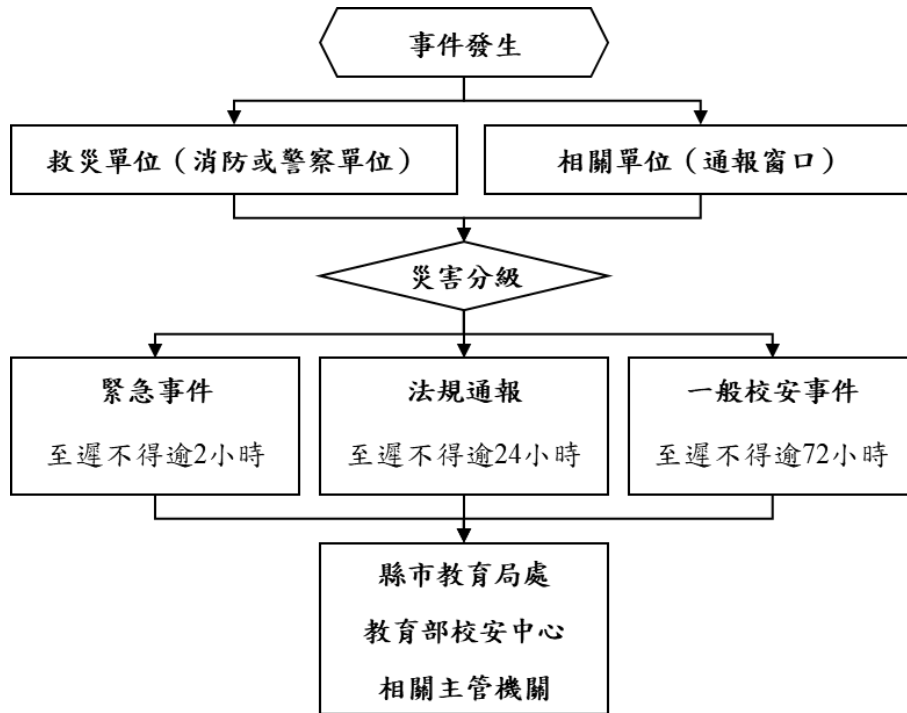 事件發生
救災單位（消防或警察單位）
相關單位（通報窗口）
災害分級
緊急事件
至遲不得逾2小時
法規通報
至遲不得逾24小時
一般校安事件
至遲不得逾72小時
縣市教育局處
教育部校安中心
相關主管機關